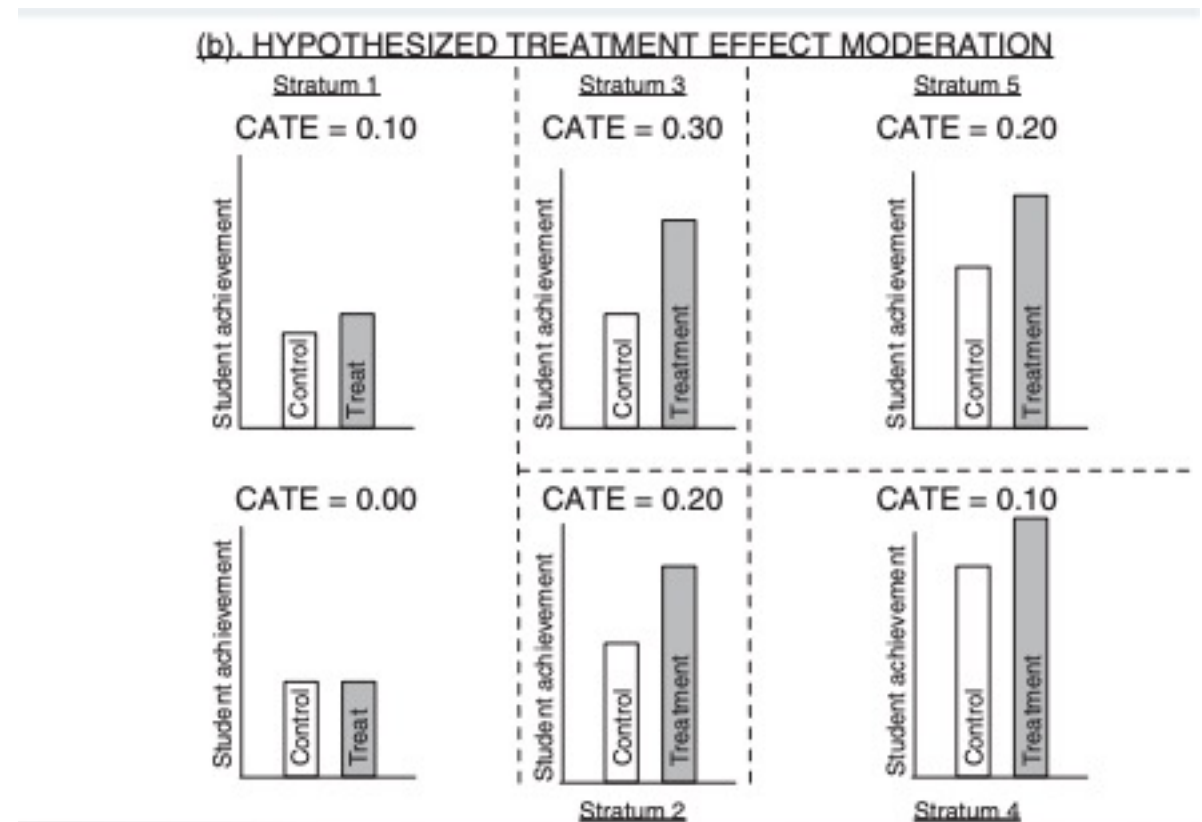 (b). HYPOTHESIZED TREATMENT EFFECT MODERATION
Stratum 1
CATE = 0.10
Student achievement
Control
Treat
Stratum 3
CATE = 0.30
Student achievement
Control
Treatment
Stratum 5
CATE = 0.20
Student achievement
Control
Treatment
CATE = 0.00
Student achievement
Control
Treat
CATE = 0.20
Student achievement
Control
Treatment
Stratum 2
CATE = 0.10
Student achievement
Control
Treatment
Stratum 4